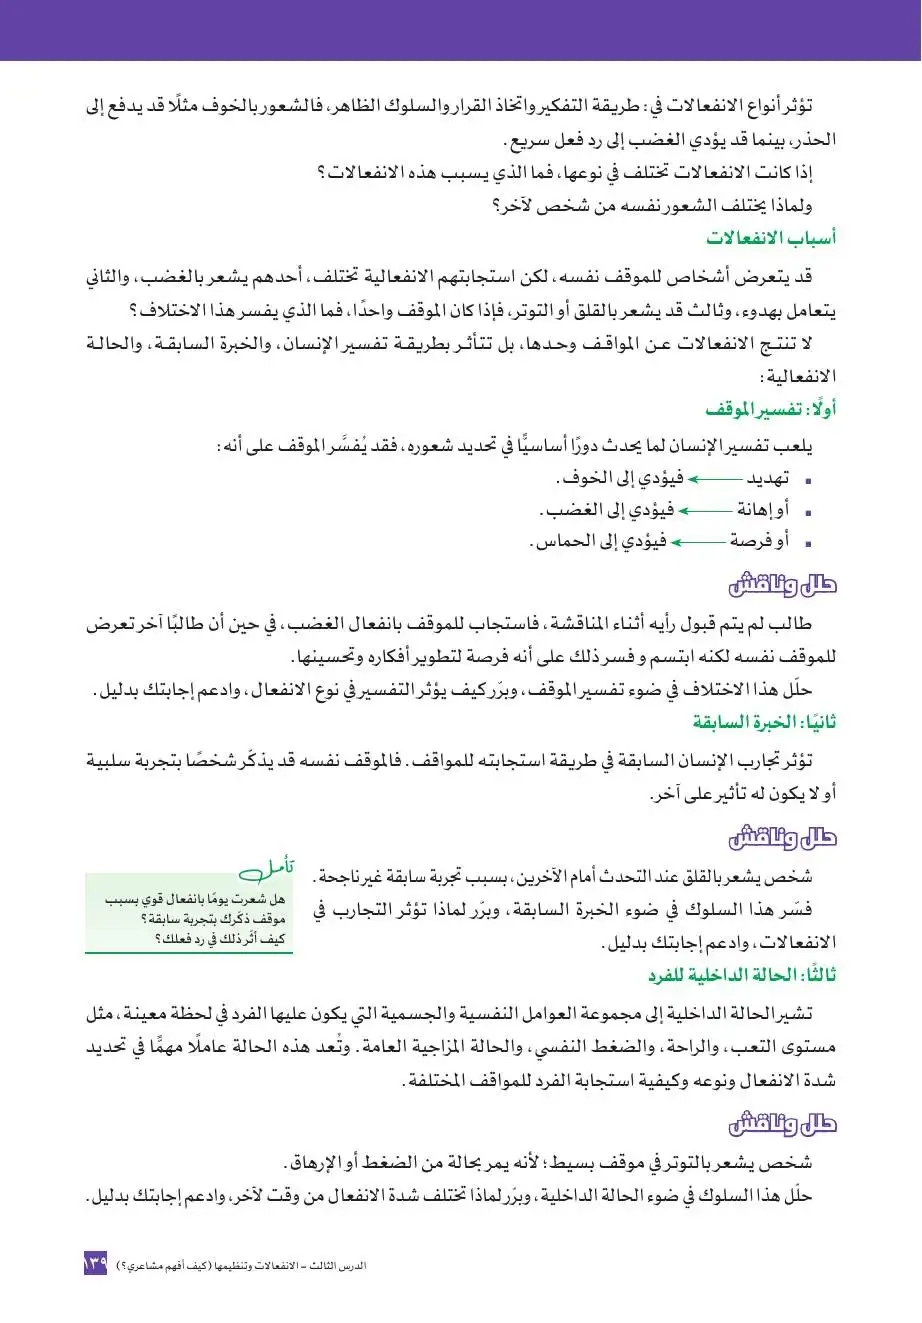 تؤثر أنواع الانفعالات في: طريقة التفكير واتخاذ القرار والسلوك الظاهر، فالشعور بالخوف مثلًا قد يدفع إلى
الحذر، بينما قد يؤدي الغضب إلى رد فعل سريع.
إذا كانت الانفعالات تختلف في نوعها، فما الذي يسبب هذه الانفعالات؟
ولماذا يختلف الشعور نفسه من شخص لآخر؟
أسباب الانفعالات
قد يتعرض أشخاص للموقف نفسه، لكن استجابتهم الانفعالية تختلف، أحدهم يشعر بالغضب، والثاني
يتعامل بهدوء، وثالث قد يشعر بالقلق أو التوتر، فإذا كان الموقف واحدًا، فما الذي يفسر هذا الاختلاف؟
لا تنتج الانفعالات عن المواقف وحدها، بل تتأثر بطريقة تفسير الإنسان، والخبرة السابقة، والحالة
الانفعالية:
أولًا: تفسير الموقف
يلعب تفسير الإنسان لما يحدث دورًا أساسيًّا في تحديد شعوره، فقد يُفسَّر الموقف على أنه:
▪ تهديد ← فيؤدي إلى الخوف.
▪ أو إهانة ← فيؤدي إلى الغضب.
▪ أو فرصة ← فيؤدي إلى الحماس.
حلل وناقش
طالب لم يتم قبول رأيه أثناء المناقشة، فاستجاب للموقف بانفعال الغضب، في حين أن طالبًا آخر تعرض
للموقف نفسه لكنه ابتسم و فسر ذلك على أنه فرصة لتطوير أفكاره وتحسينها.
حلّل هذا الاختلاف في ضوء تفسير الموقف، وبرّر كيف يؤثر التفسير في نوع الانفعال، وادعم إجابتك بدليل.
ثانيًا: الخبرة السابقة
تؤثر تجارب الإنسان السابقة في طريقة استجابته للمواقف. فالموقف نفسه قد يذكّر شخصًا بتجربة سلبية
أو لا يكون له تأثير على آخر.
حلل وناقش
شخص يشعر بالقلق عند التحدث أمام الآخرين، بسبب تجربة سابقة غير ناجحة.
فسّر هذا السلوك في ضوء الخبرة السابقة، وبرّر لماذا تؤثر التجارب في
الانفعالات، وادعم إجابتك بدليل.
تأمل
هل شعرت يومًا بانفعال قوي بسبب
موقف ذكّرك بتجربة سابقة؟
كيف أثّر ذلك في رد فعلك؟
ثالثًا: الحالة الداخلية للفرد
تشير الحالة الداخلية إلى مجموعة العوامل النفسية والجسمية التي يكون عليها الفرد في لحظة معينة، مثل
مستوى التعب، والراحة، والضغط النفسي، والحالة المزاجية العامة. وتُعد هذه الحالة عاملًا مهمًّا في تحديد
شدة الانفعال ونوعه وكيفية استجابة الفرد للمواقف المختلفة.
حلل وناقش
شخص يشعر بالتوتر في موقف بسيط؛ لأنه يمر بحالة من الضغط أو الإرهاق.
حلّل هذا السلوك في ضوء الحالة الداخلية، وبرّر لماذا تختلف شدة الانفعال من وقت لآخر، وادعم إجابتك بدليل.
الدرس الثالث - الانفعالات وتنظيمها (كيف أفهم مشاعري؟) ١٣٩